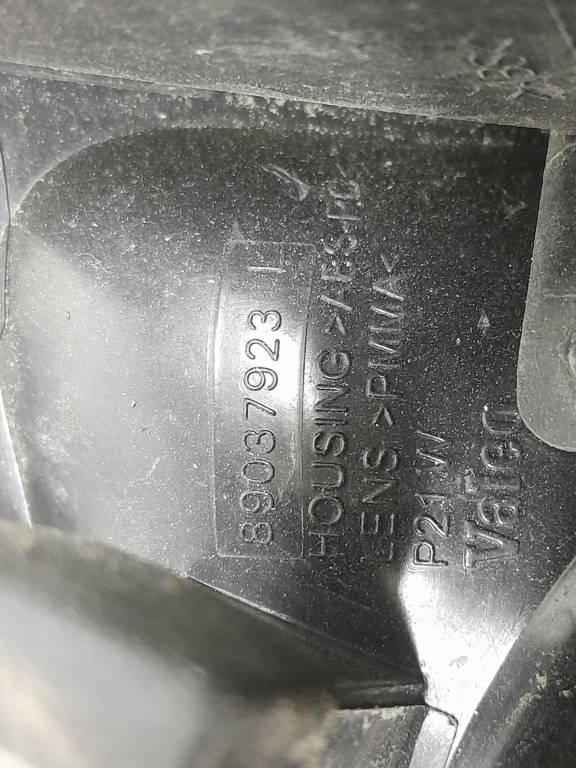 89037923
HOUSING >ABS-PC
LENS >PMMA<
P21W
Valeo